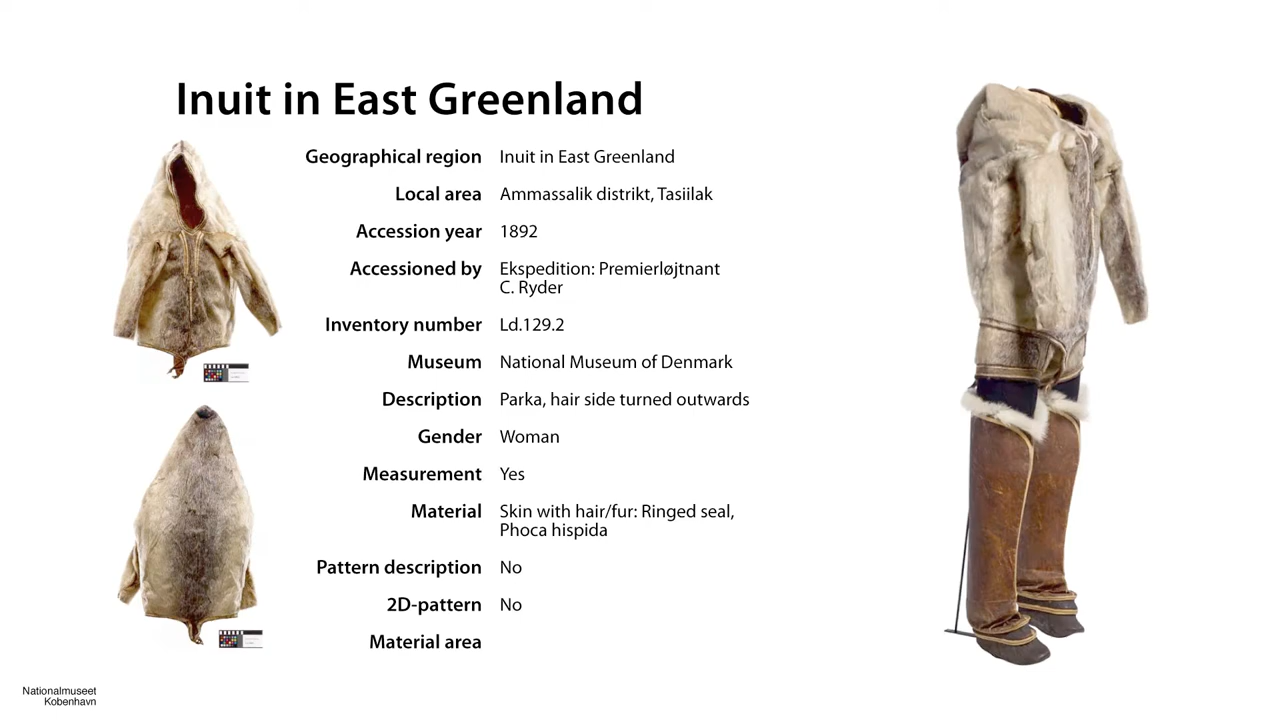 Inuit in East Greenland
Geographical region Inuit in East Greenland
Local area Ammassalik distrikt, Tasiilak
Accession year 1892
Accessioned by Ekspedition: Premierløjtnant
C. Ryder
Inventory number Ld.129.2
Museum National Museum of Denmark
Description Parka, hair side turned outwards
Gender Woman
Measurement Yes
Material Skin with hair/fur: Ringed seal,
Phoca hispida
Pattern description No
2D-pattern No
Material area
Nationalmuseet
Kobenhavn